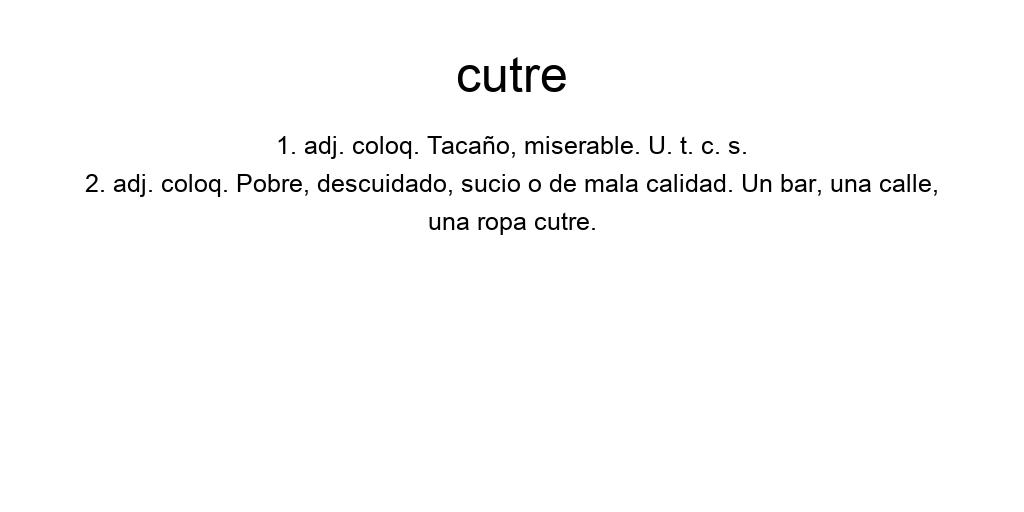 cutre
1. adj. coloq. Tacaño, miserable. U. t. c. s.
2. adj. coloq. Pobre, descuidado, sucio o de mala calidad. Un bar, una calle,
una ropa cutre.